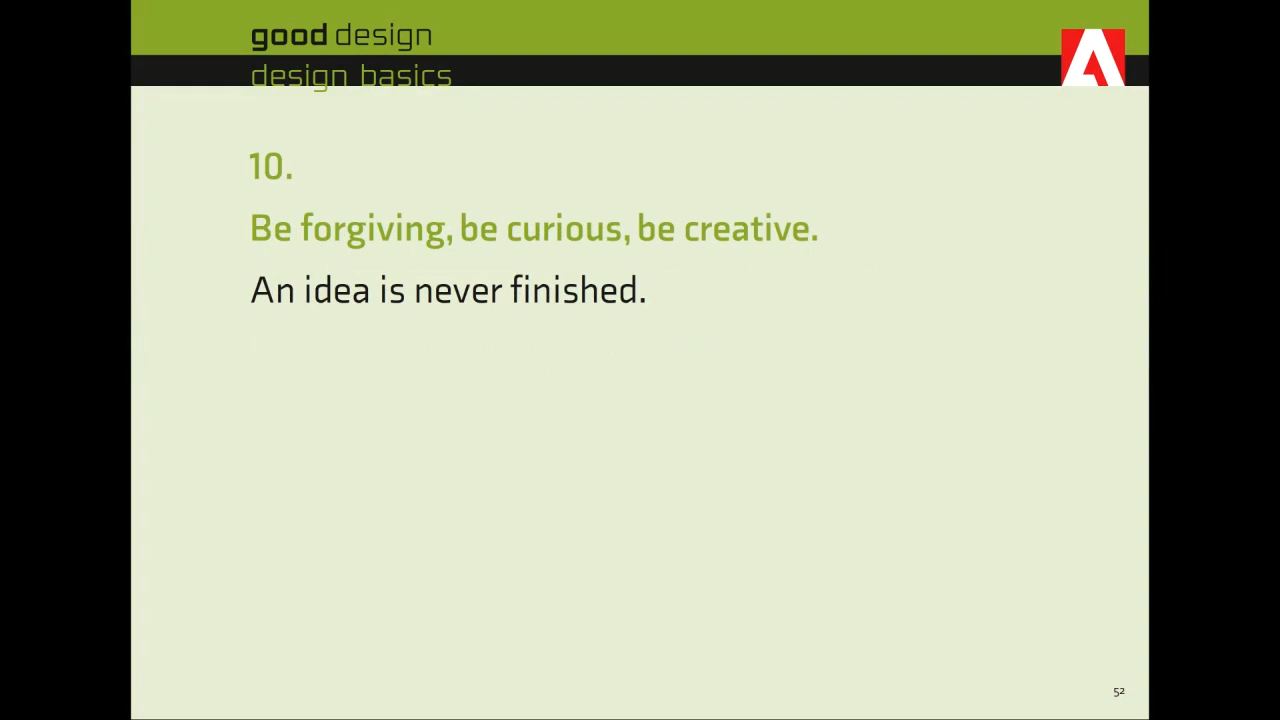 good design
design basics
10.
Be forgiving, be curious, be creative.
An idea is never finished.
52